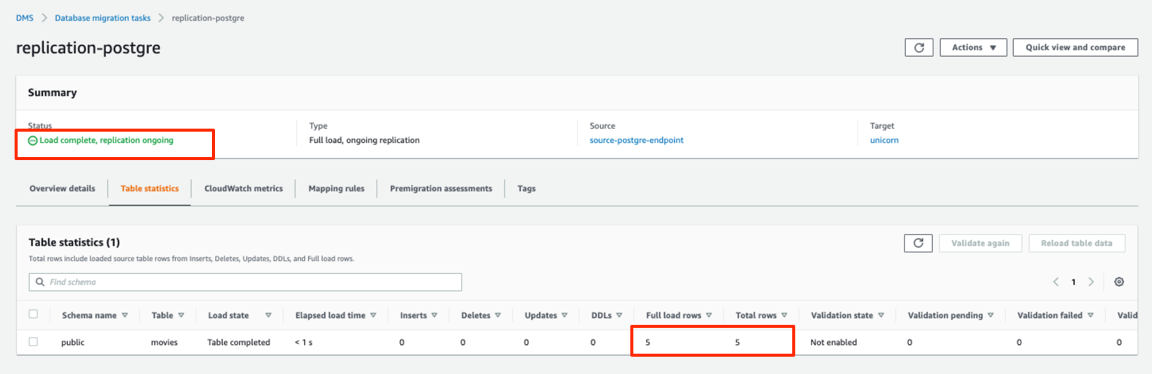 DMS > Database migration tasks > replication-postgre
replication-postgre
Actions ▼ Quick view and compare
Summary
Status Type Source Target
Load complete, replication ongoing Full load, ongoing replication source-postgre-endpoint unicorn
Overview details Table statistics CloudWatch metrics Mapping rules Premigration assessments Tags
Table statistics (1) Validate again Reload table data
Total rows include loaded source table rows from Inserts, Deletes, Updates, DDLs, and Full load rows.
Find schema < 1 >
Schema name Table Load state Elapsed load time Inserts Deletes Updates DDLs Full load rows Total rows Validation state Validation pending Validation failed Valid
public movies Table completed < 1 s 0 0 0 0 5 5 Not enabled 0 0 0